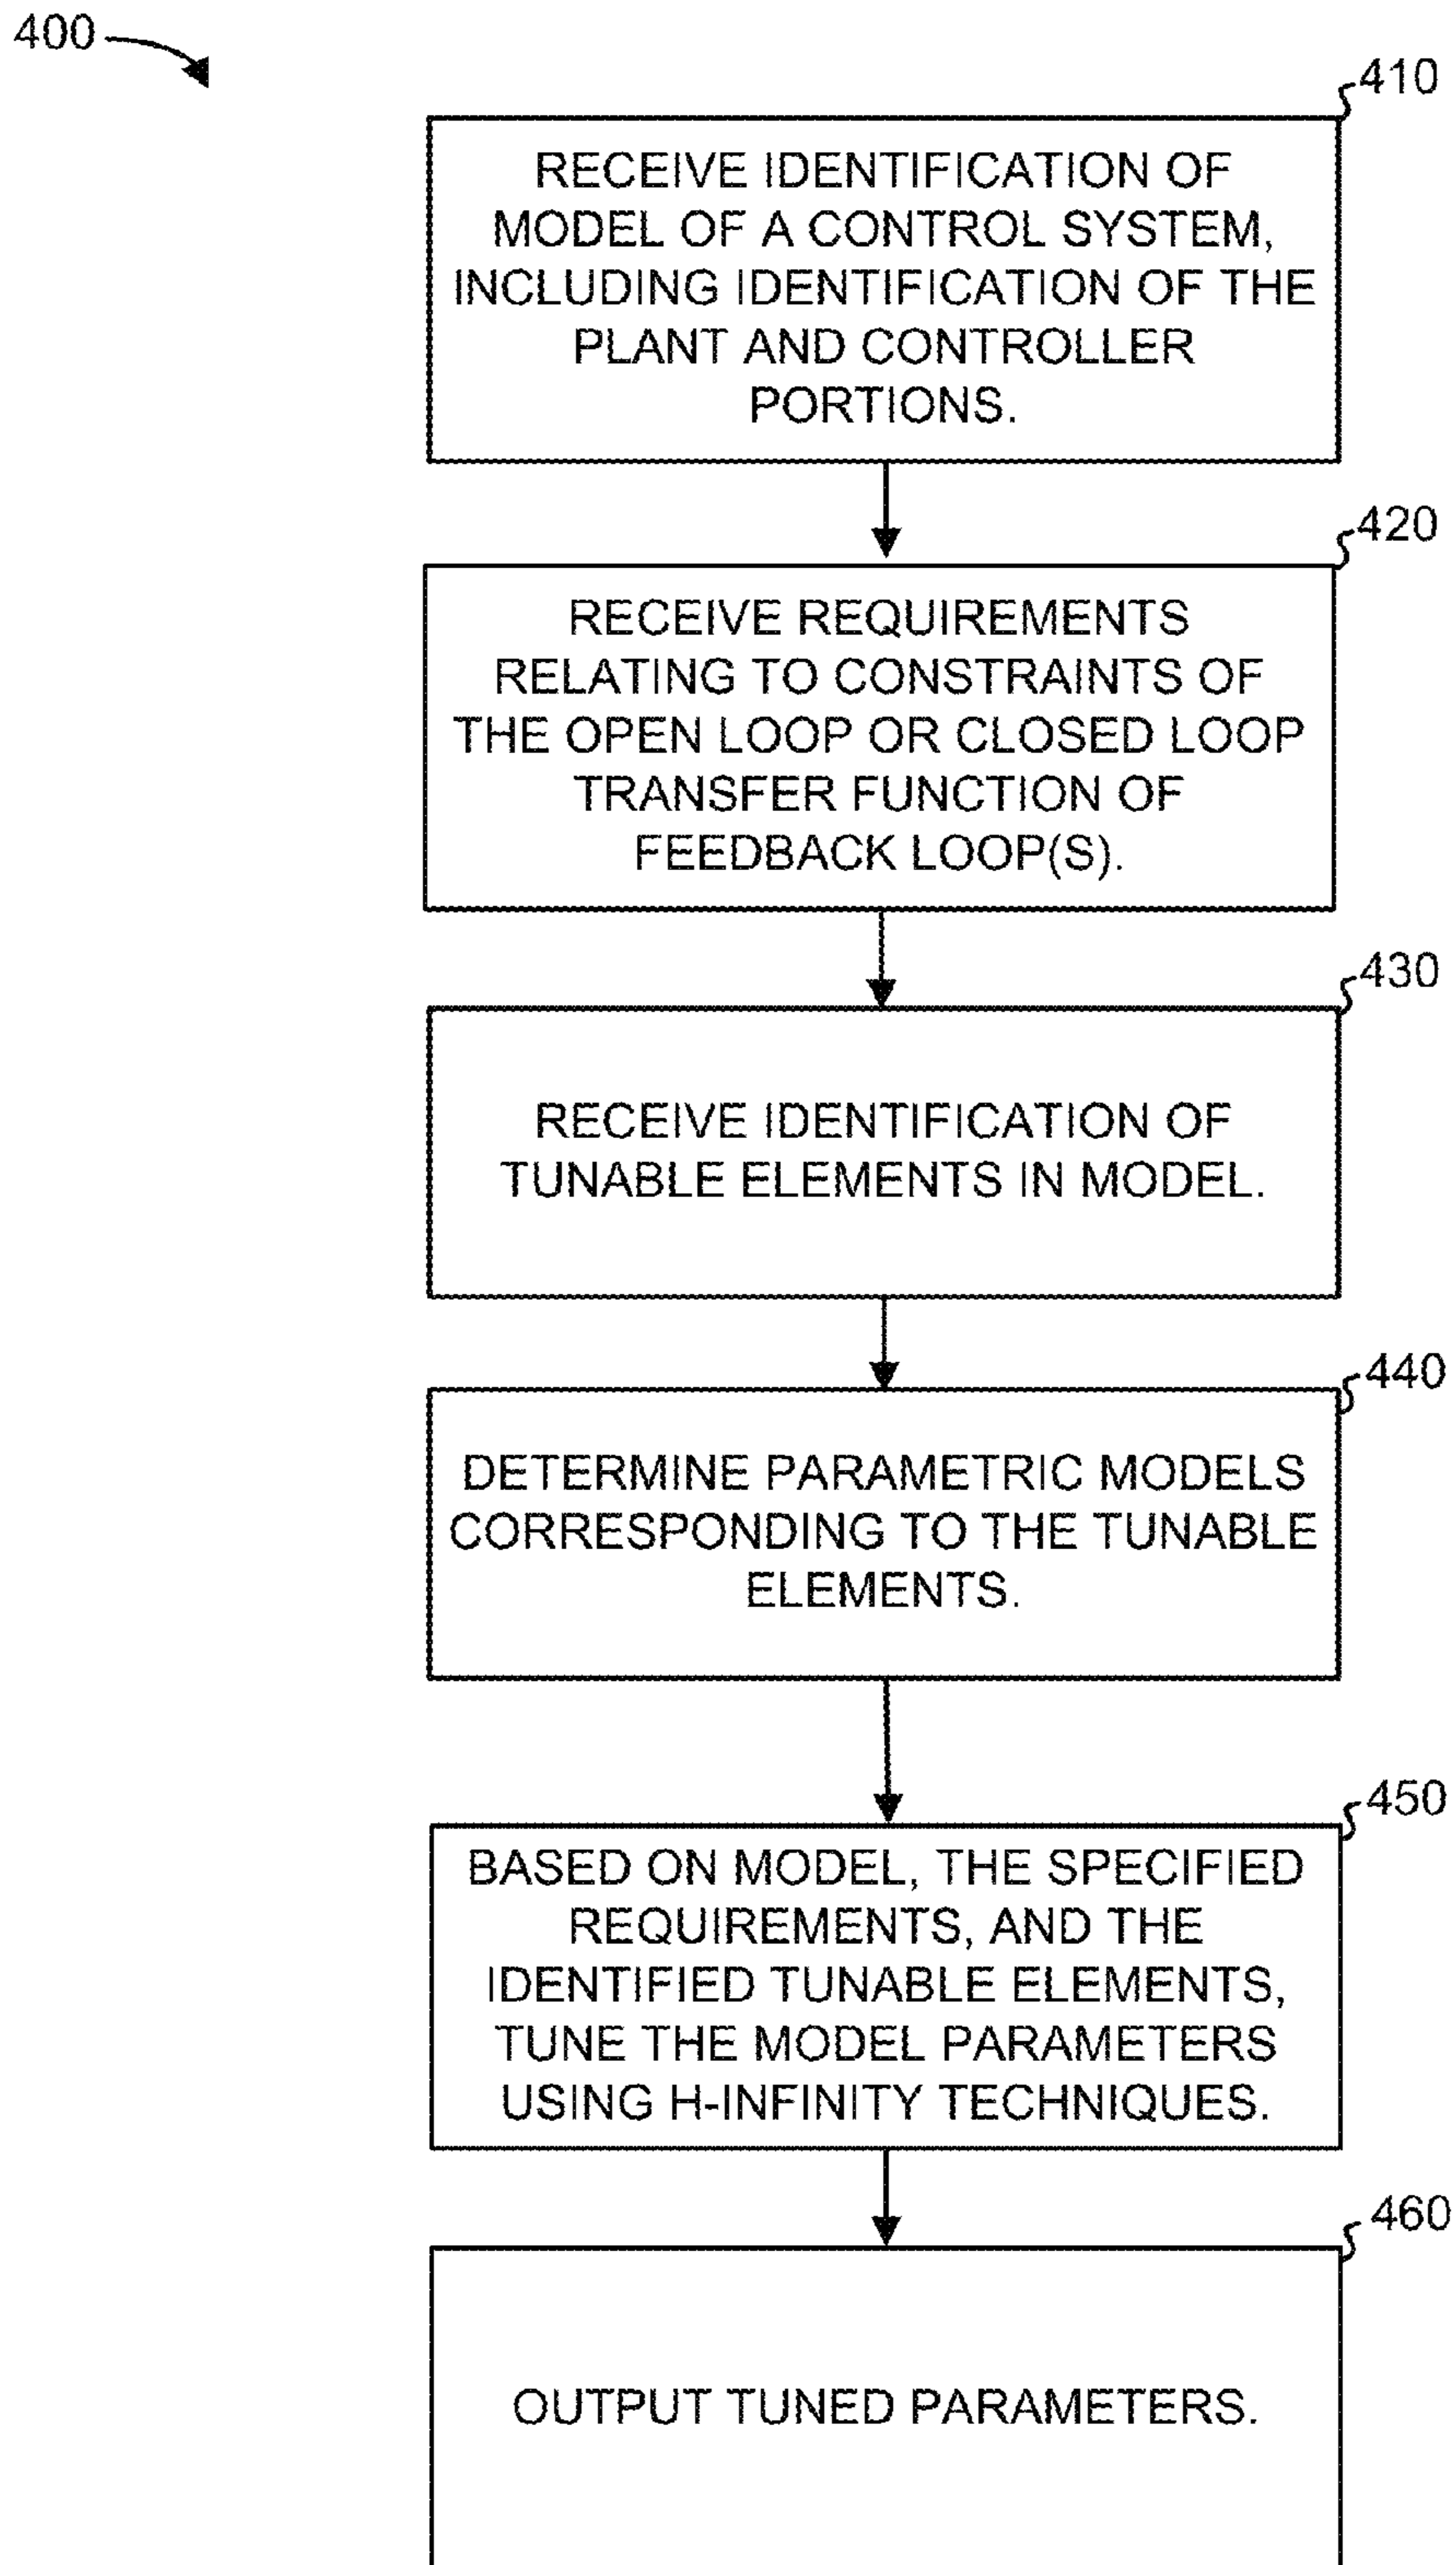 400
410
RECEIVE IDENTIFICATION OF
MODEL OF A CONTROL SYSTEM,
INCLUDING IDENTIFICATION OF THE
PLANT AND CONTROLLER
PORTIONS.
420
RECEIVE REQUIREMENTS
RELATING TO CONSTRAINTS OF
THE OPEN LOOP OR CLOSED LOOP
TRANSFER FUNCTION OF
FEEDBACK LOOP(S).
430
RECEIVE IDENTIFICATION OF
TUNABLE ELEMENTS IN MODEL.
440
DETERMINE PARAMETRIC MODELS
CORRESPONDING TO THE TUNABLE
ELEMENTS.
450
BASED ON MODEL, THE SPECIFIED
REQUIREMENTS, AND THE
IDENTIFIED TUNABLE ELEMENTS,
TUNE THE MODEL PARAMETERS
USING H-INFINITY TECHNIQUES.
460
OUTPUT TUNED PARAMETERS.